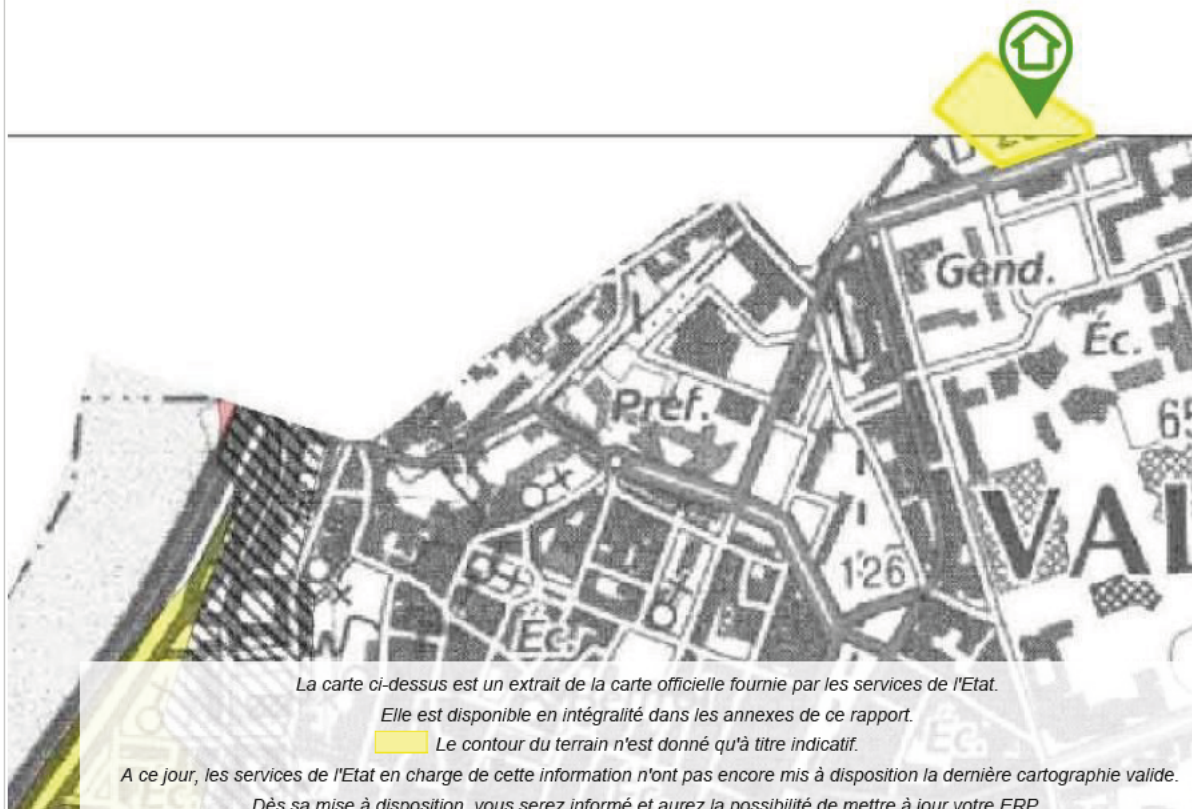 Gend.
Éc.
Préf.
VAL
126
Éc.
La carte ci-dessus est un extrait de la carte officielle fournie par les services de l'Etat.
Elle est disponible en intégralité dans les annexes de ce rapport.
Le contour du terrain n'est donné qu'à titre indicatif.
Éc.
A ce jour, les services de l'Etat en charge de cette information n'ont pas encore mis à disposition la dernière cartographie valide.
Dès sa mise à disposition, vous serez informé et aurez la possibilité de mettre à jour votre ERP.